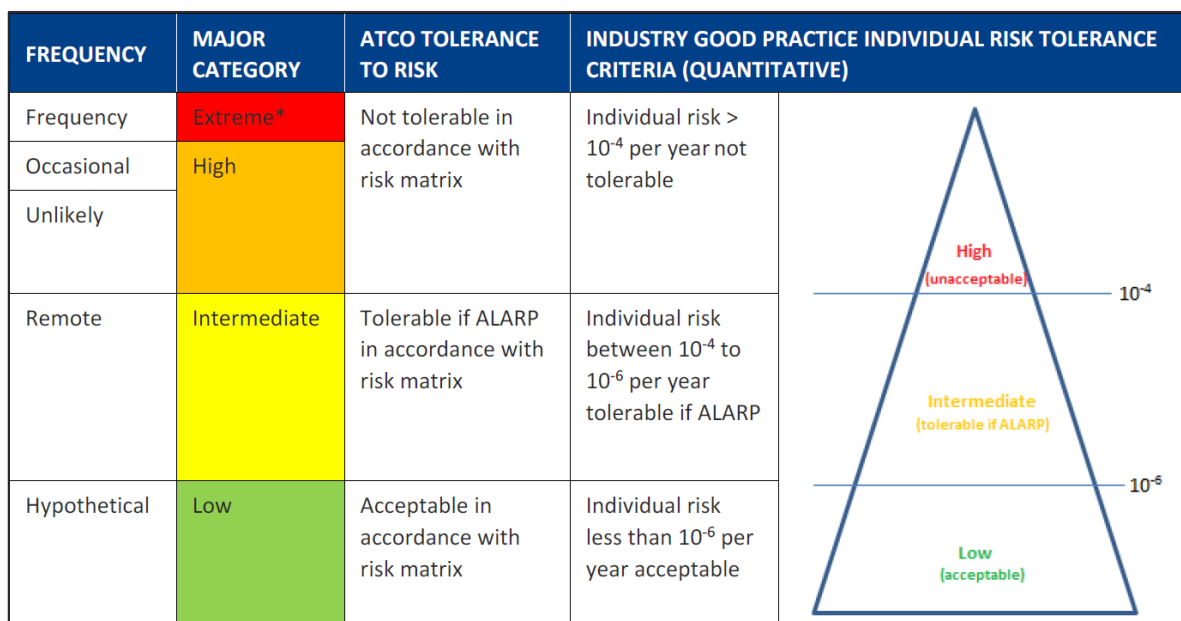 FREQUENCY
MAJOR
CATEGORY
ATCO TOLERANCE
TO RISK
INDUSTRY GOOD PRACTICE INDIVIDUAL RISK TOLERANCE
CRITERIA (QUANTITATIVE)
Frequency
Extreme*
Not tolerable in
accordance with
risk matrix
Individual risk >
10⁻⁴ per year not
tolerable
Occasional
High
Unlikely
High
(unacceptable)
10⁻⁴
Remote
Intermediate
Tolerable if ALARP
in accordance with
risk matrix
Individual risk
between 10⁻⁴ to
10⁻⁶ per year
tolerable if ALARP
Intermediate
(tolerable if ALARP)
10⁻⁶
Hypothetical
Low
Acceptable in
accordance with
risk matrix
Individual risk
less than 10⁻⁶ per
year acceptable
Low
(acceptable)